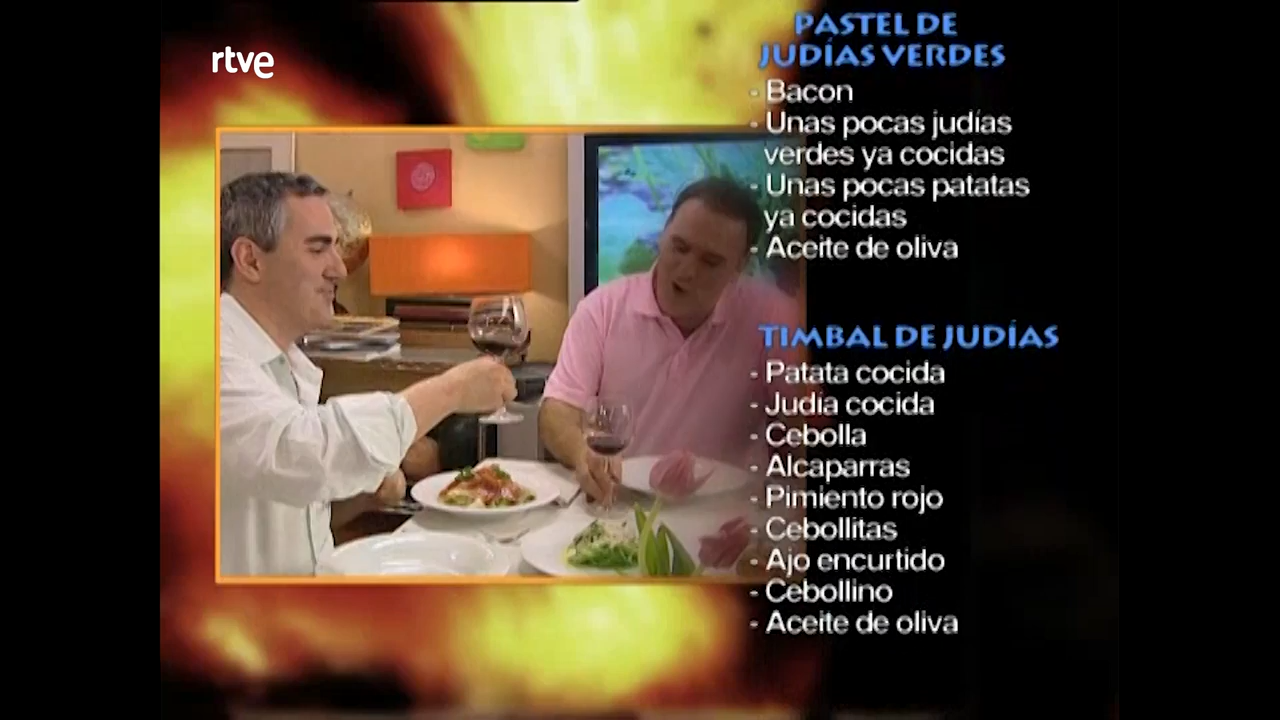 rtve
PASTEL DE
JUDÍAS VERDES
- Bacon
- Unas pocas judías
verdes ya cocidas
- Unas pocas patatas
ya cocidas
- Aceite de oliva
TIMBAL DE JUDÍAS
- Patata cocida
- Judía cocida
- Cebolla
- Alcaparras
- Pimiento rojo
- Cebollitas
- Ajo encurtido
- Cebollino
- Aceite de oliva